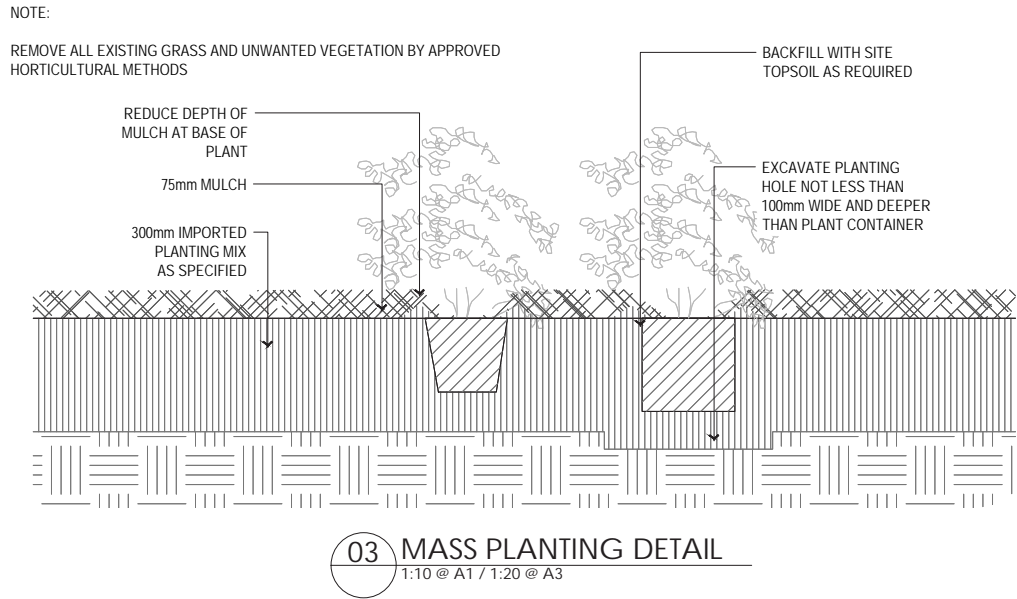 NOTE:
REMOVE ALL EXISTING GRASS AND UNWANTED VEGETATION BY APPROVED
HORTICULTURAL METHODS
REDUCE DEPTH OF
MULCH AT BASE OF
PLANT
75mm MULCH
300mm IMPORTED
PLANTING MIX
AS SPECIFIED
BACKFILL WITH SITE
TOPSOIL AS REQUIRED
EXCAVATE PLANTING
HOLE NOT LESS THAN
100mm WIDE AND DEEPER
THAN PLANT CONTAINER
03
MASS PLANTING DETAIL
1:10 @ A1 / 1:20 @ A3